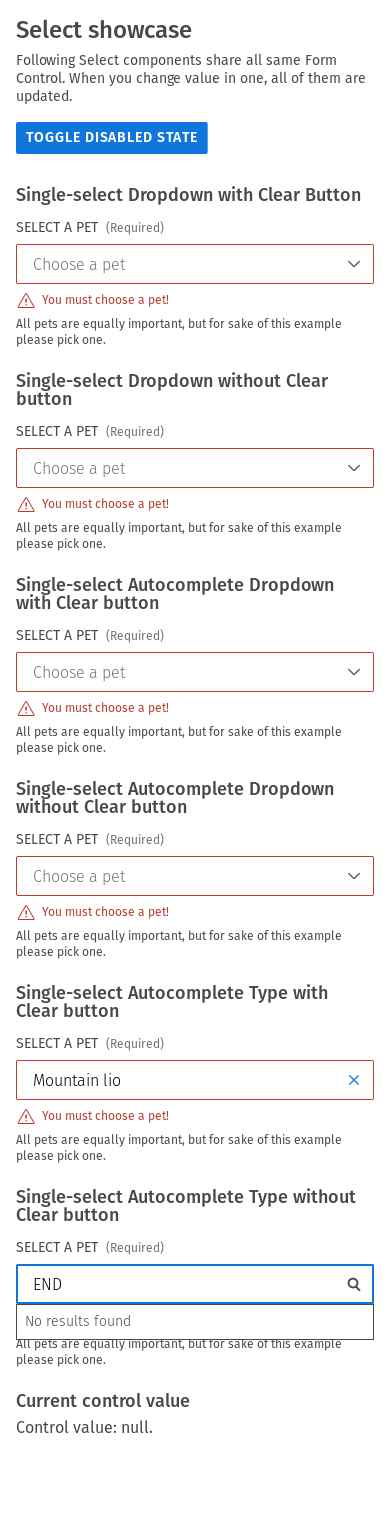 Select showcase
Following Select components share all same Form
Control. When you change value in one, all of them are
updated.
TOGGLE DISABLED STATE
Single-select Dropdown with Clear Button
SELECT A PET (Required)
Choose a pet
You must choose a pet!
All pets are equally important, but for sake of this example
please pick one.
Single-select Dropdown without Clear
button
SELECT A PET (Required)
Choose a pet
You must choose a pet!
All pets are equally important, but for sake of this example
please pick one.
Single-select Autocomplete Dropdown
with Clear button
SELECT A PET (Required)
Choose a pet
You must choose a pet!
All pets are equally important, but for sake of this example
please pick one.
Single-select Autocomplete Dropdown
without Clear button
SELECT A PET (Required)
Choose a pet
You must choose a pet!
All pets are equally important, but for sake of this example
please pick one.
Single-select Autocomplete Type with
Clear button
SELECT A PET (Required)
Mountain lio
You must choose a pet!
All pets are equally important, but for sake of this example
please pick one.
Single-select Autocomplete Type without
Clear button
SELECT A PET (Required)
END
No results found
All pets are equally important, but for sake of this example
please pick one.
Current control value
Control value: null.